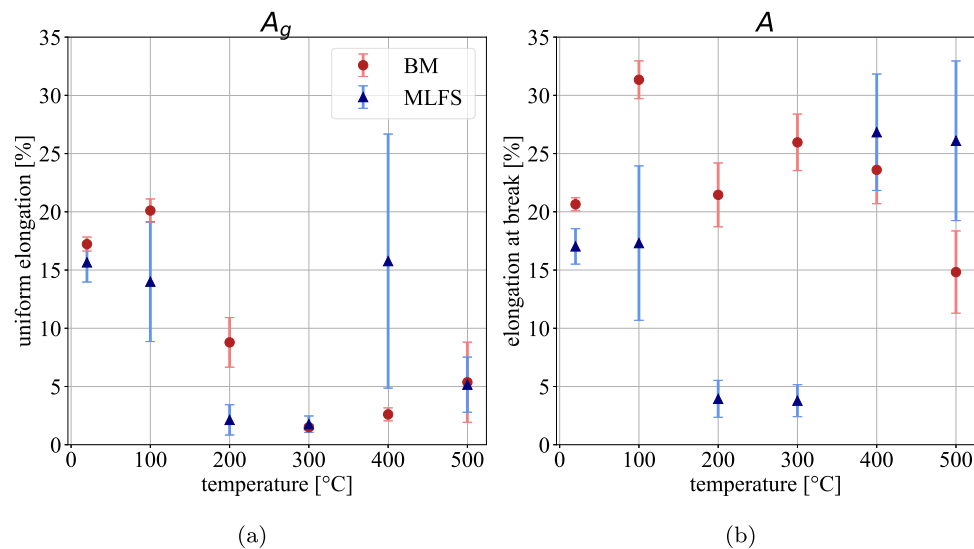 A_g
35
30
25
20
15
10
5
0
uniform elongation [%]
BM
MLFS
0 100 200 300 400 500
temperature [°C]
(a)
A
35
30
25
20
15
10
5
0
elongation at break [%]
0 100 200 300 400 500
temperature [°C]
(b)